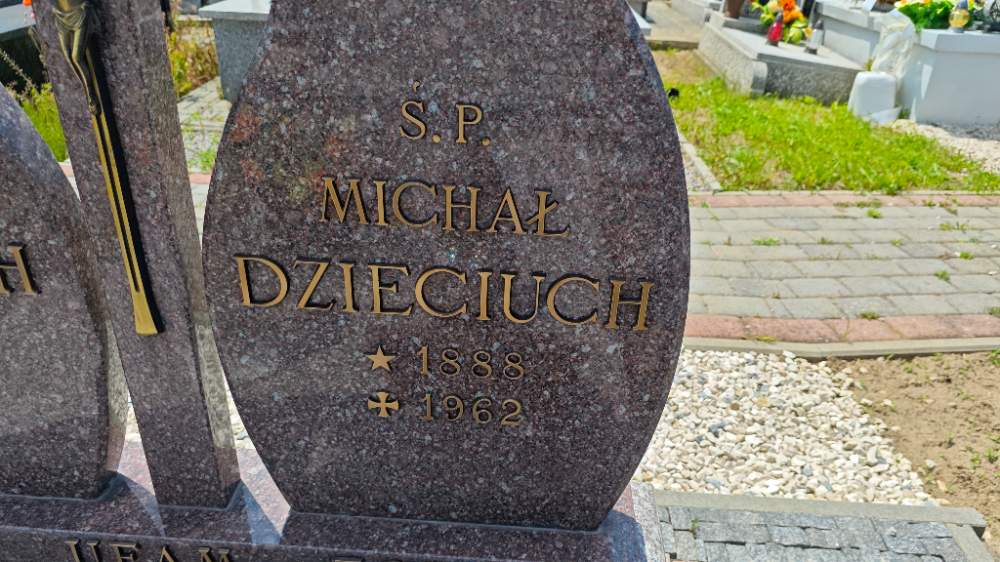 Ś.P.
MICHAŁ
DZIECIUCH
★ 1888
✠ 1962
H